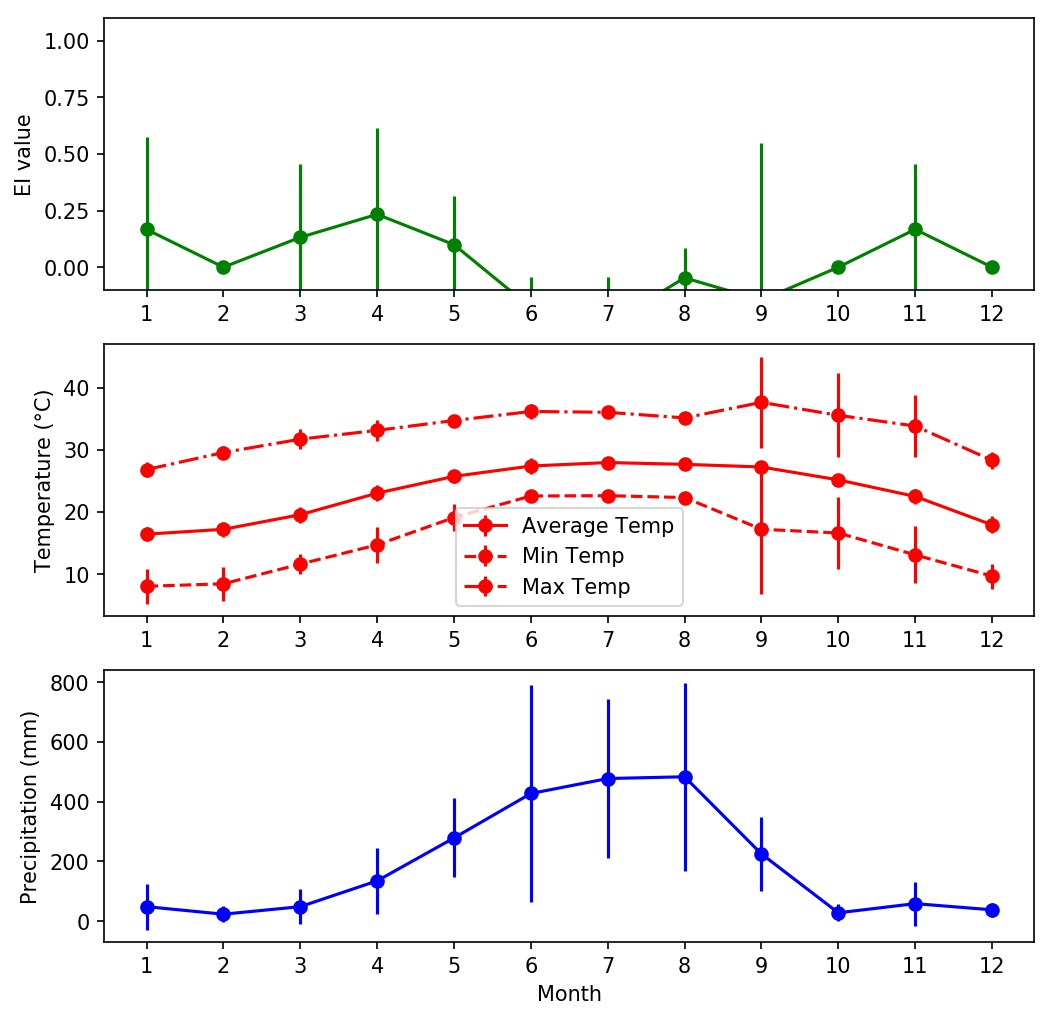 EI value
1.00
0.75
0.50
0.25
0.00
1 2 3 4 5 6 7 8 9 10 11 12
Temperature (°C)
40
30
20
10
Average Temp
Min Temp
Max Temp
1 2 3 4 5 6 7 8 9 10 11 12
Precipitation (mm)
800
600
400
200
0
1 2 3 4 5 6 7 8 9 10 11 12
Month